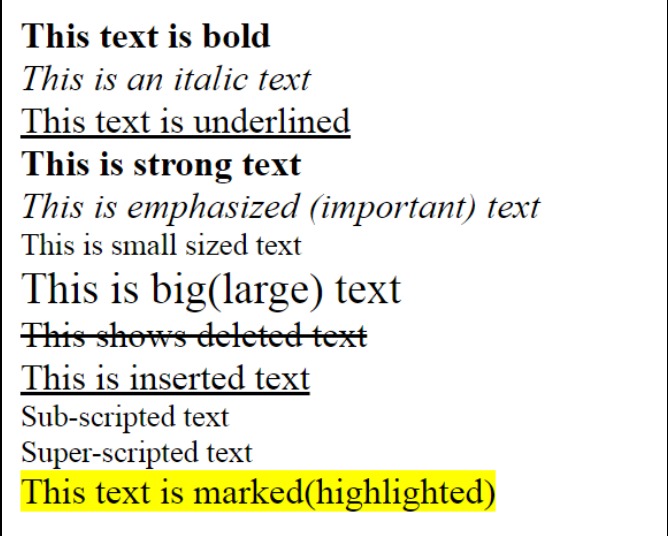 This text is bold
This is an italic text
This text is underlined
This is strong text
This is emphasized (important) text
This is small sized text
This is big(large) text
This shows deleted text
This is inserted text
Sub-scripted text
Super-scripted text
This text is marked(highlighted)